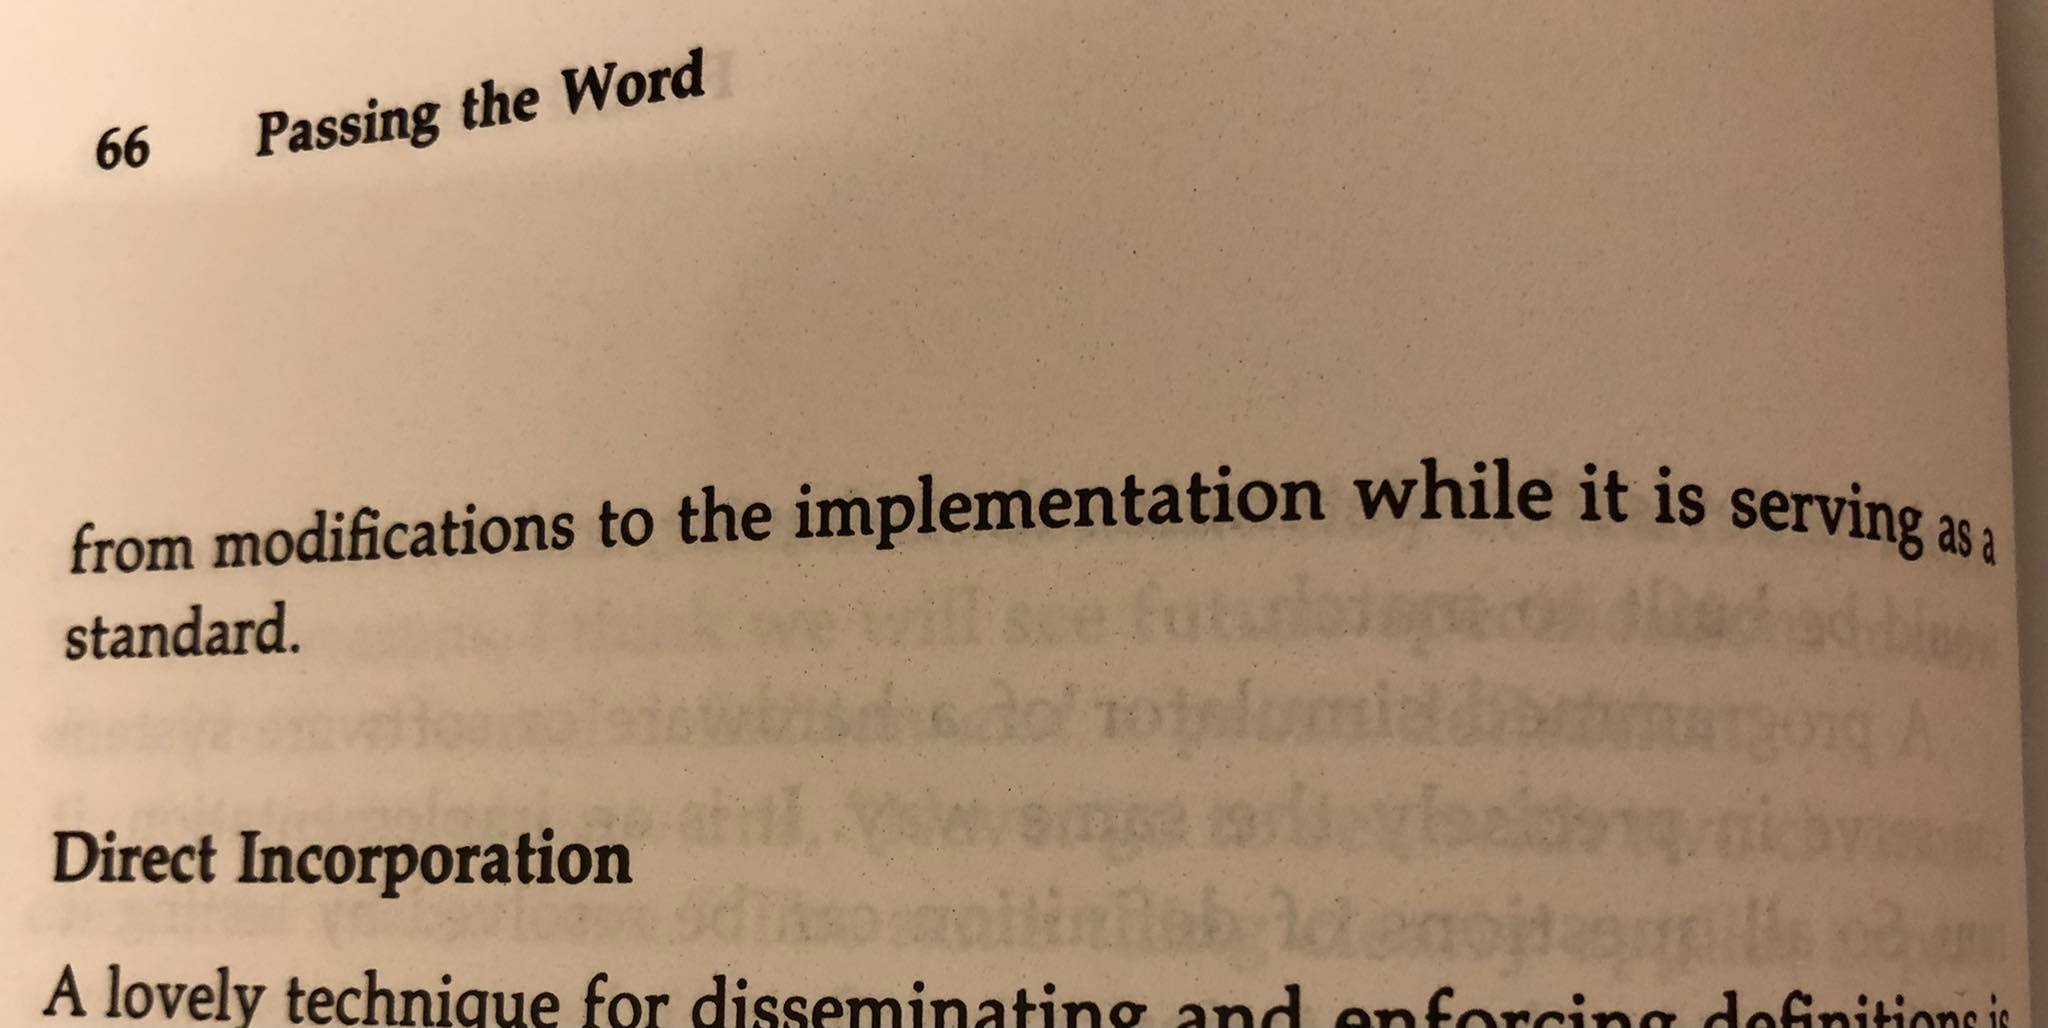 66 Passing the Word
from modifications to the implementation while it is serving as a
standard.
Direct Incorporation
A lovely technique for disseminating and enforcing definitions is